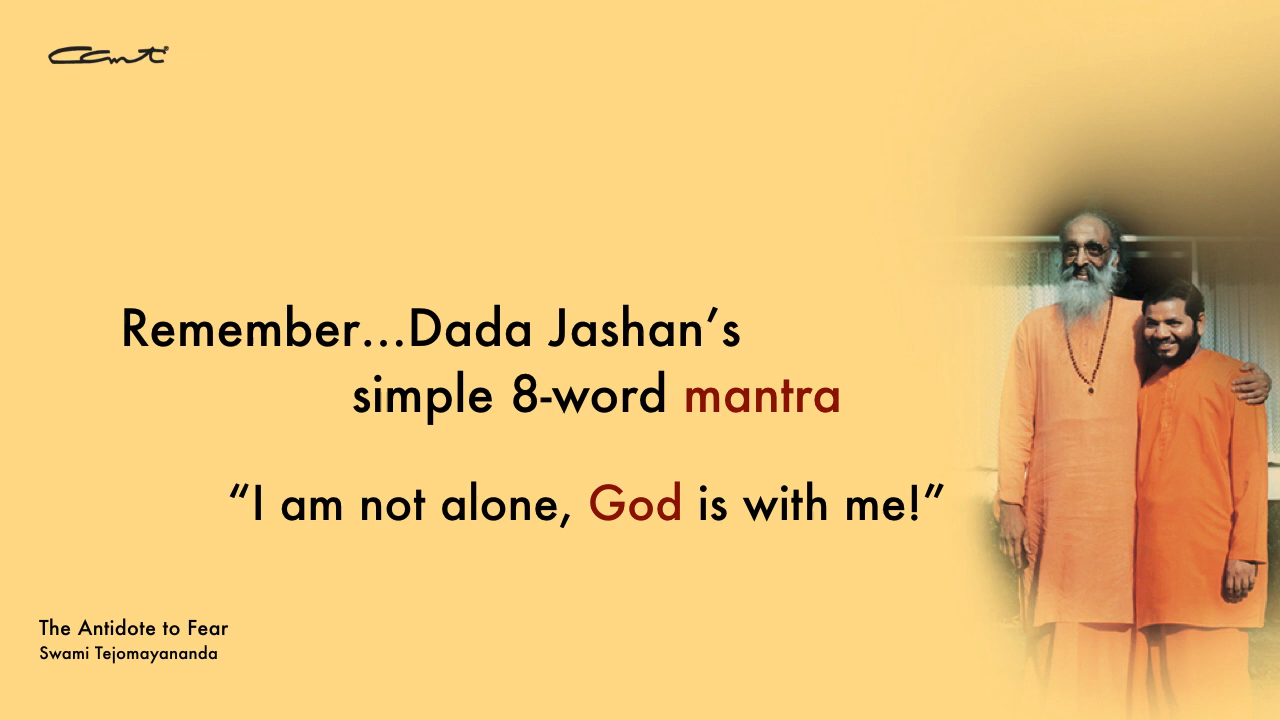 Remember...Dada Jashan’s
simple 8-word mantra
“I am not alone, God is with me!”
The Antidote to Fear
Swami Tejomayananda